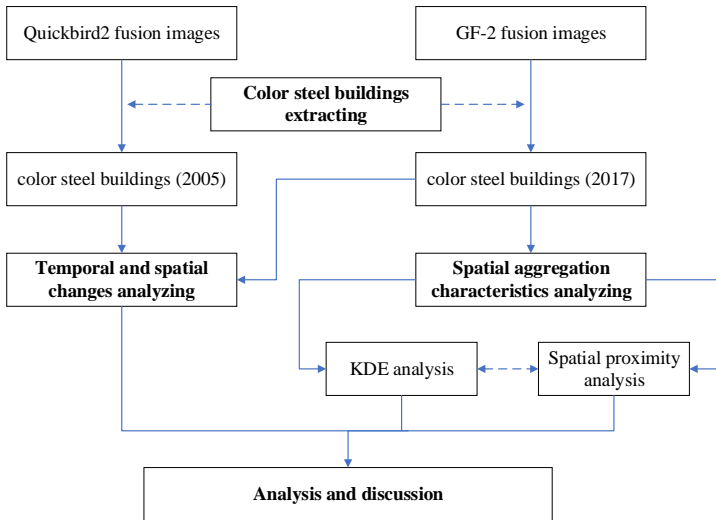 Quickbird2 fusion images
GF-2 fusion images
Color steel buildings
extracting
color steel buildings (2005)
color steel buildings (2017)
Temporal and spatial
changes analyzing
Spatial aggregation
characteristics analyzing
KDE analysis
Spatial proximity
analysis
Analysis and discussion